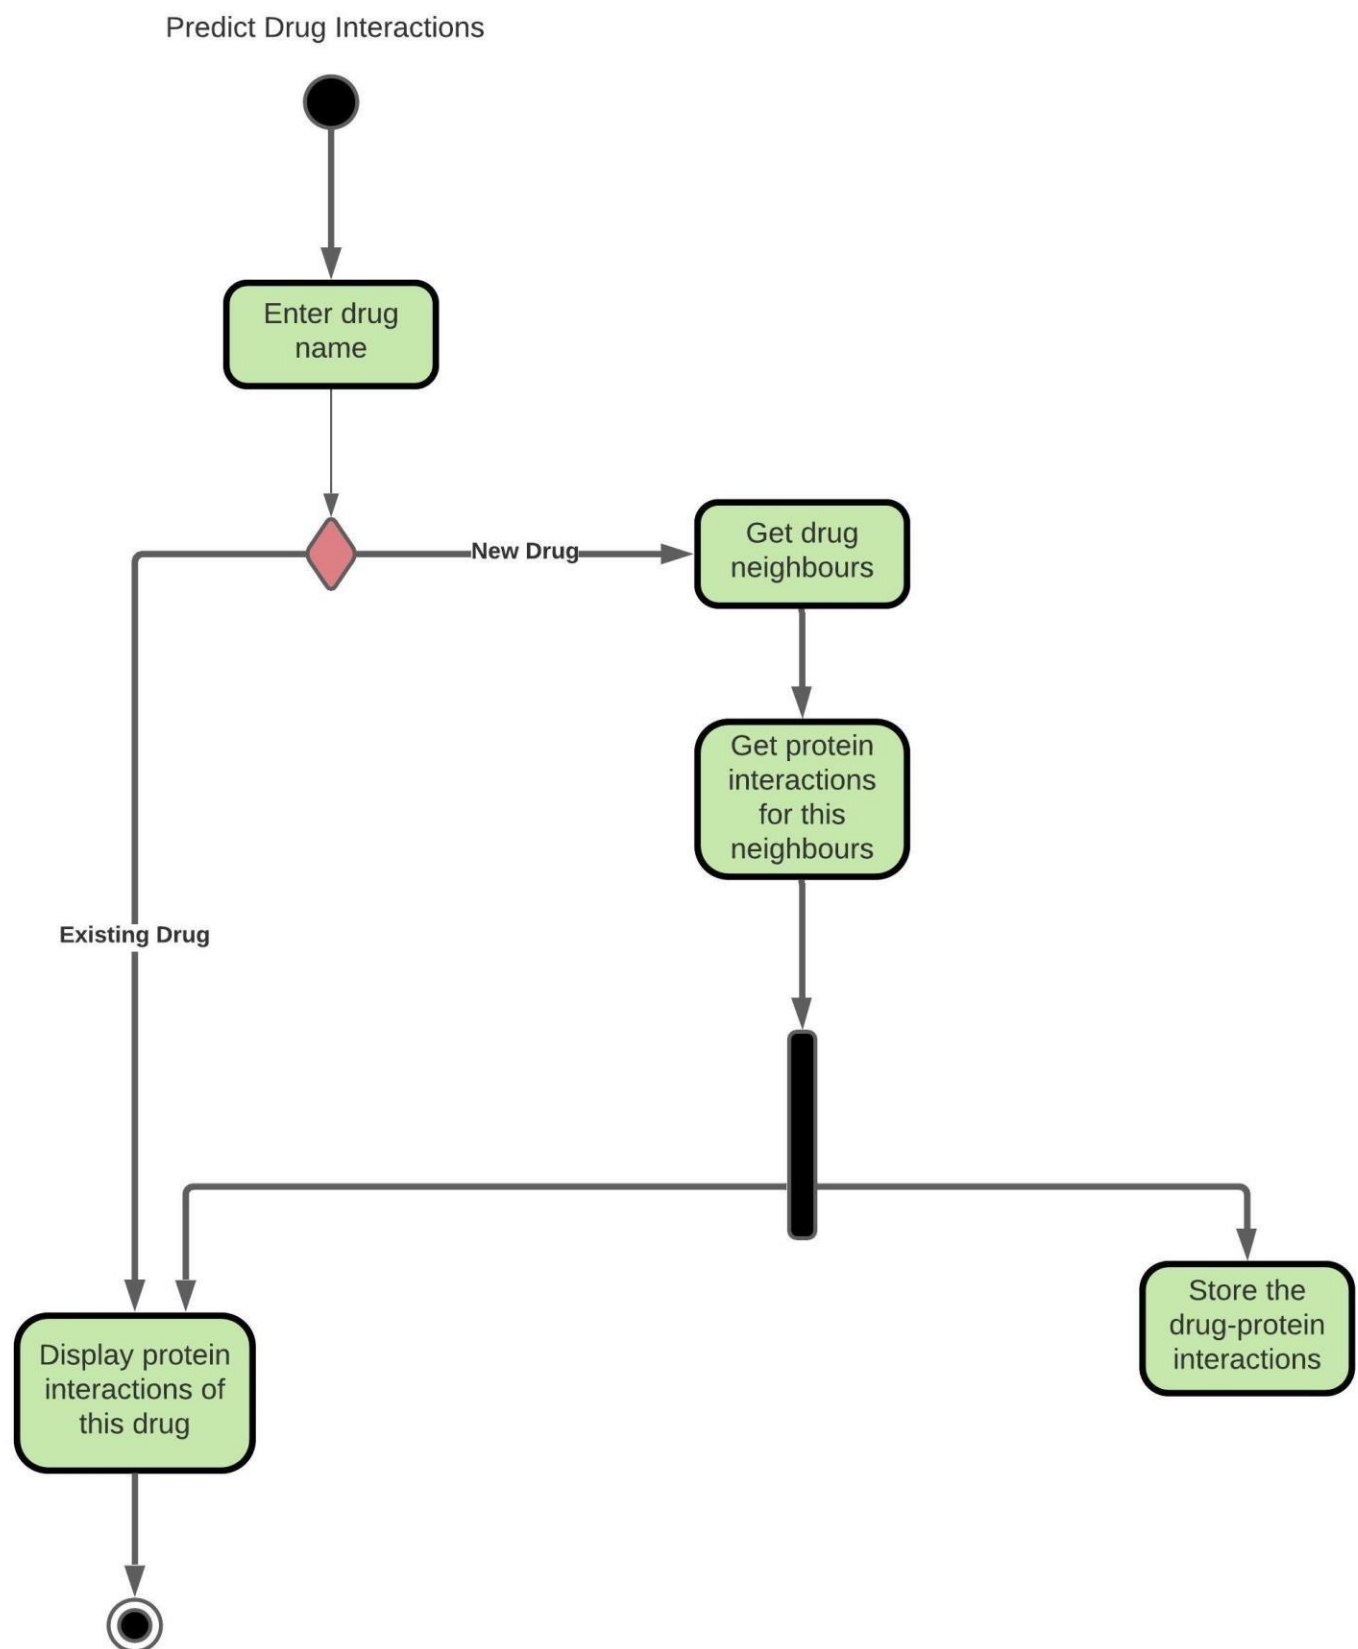 Predict Drug Interactions
Enter drug
name
New Drug
Get drug
neighbours
Get protein
interactions
for this
neighbours
Existing Drug
Store the
drug-protein
interactions
Display protein
interactions of
this drug